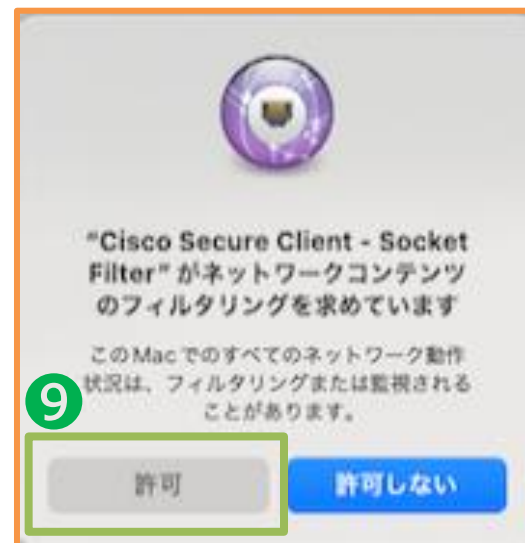 "Cisco Secure Client - Socket
Filter" がネットワークコンテンツ
のフィルタリングを求めています
このMacでのすべてのネットワーク動作
状況は、フィルタリングまたは監視される
ことがあります。
9
許可
許可しない